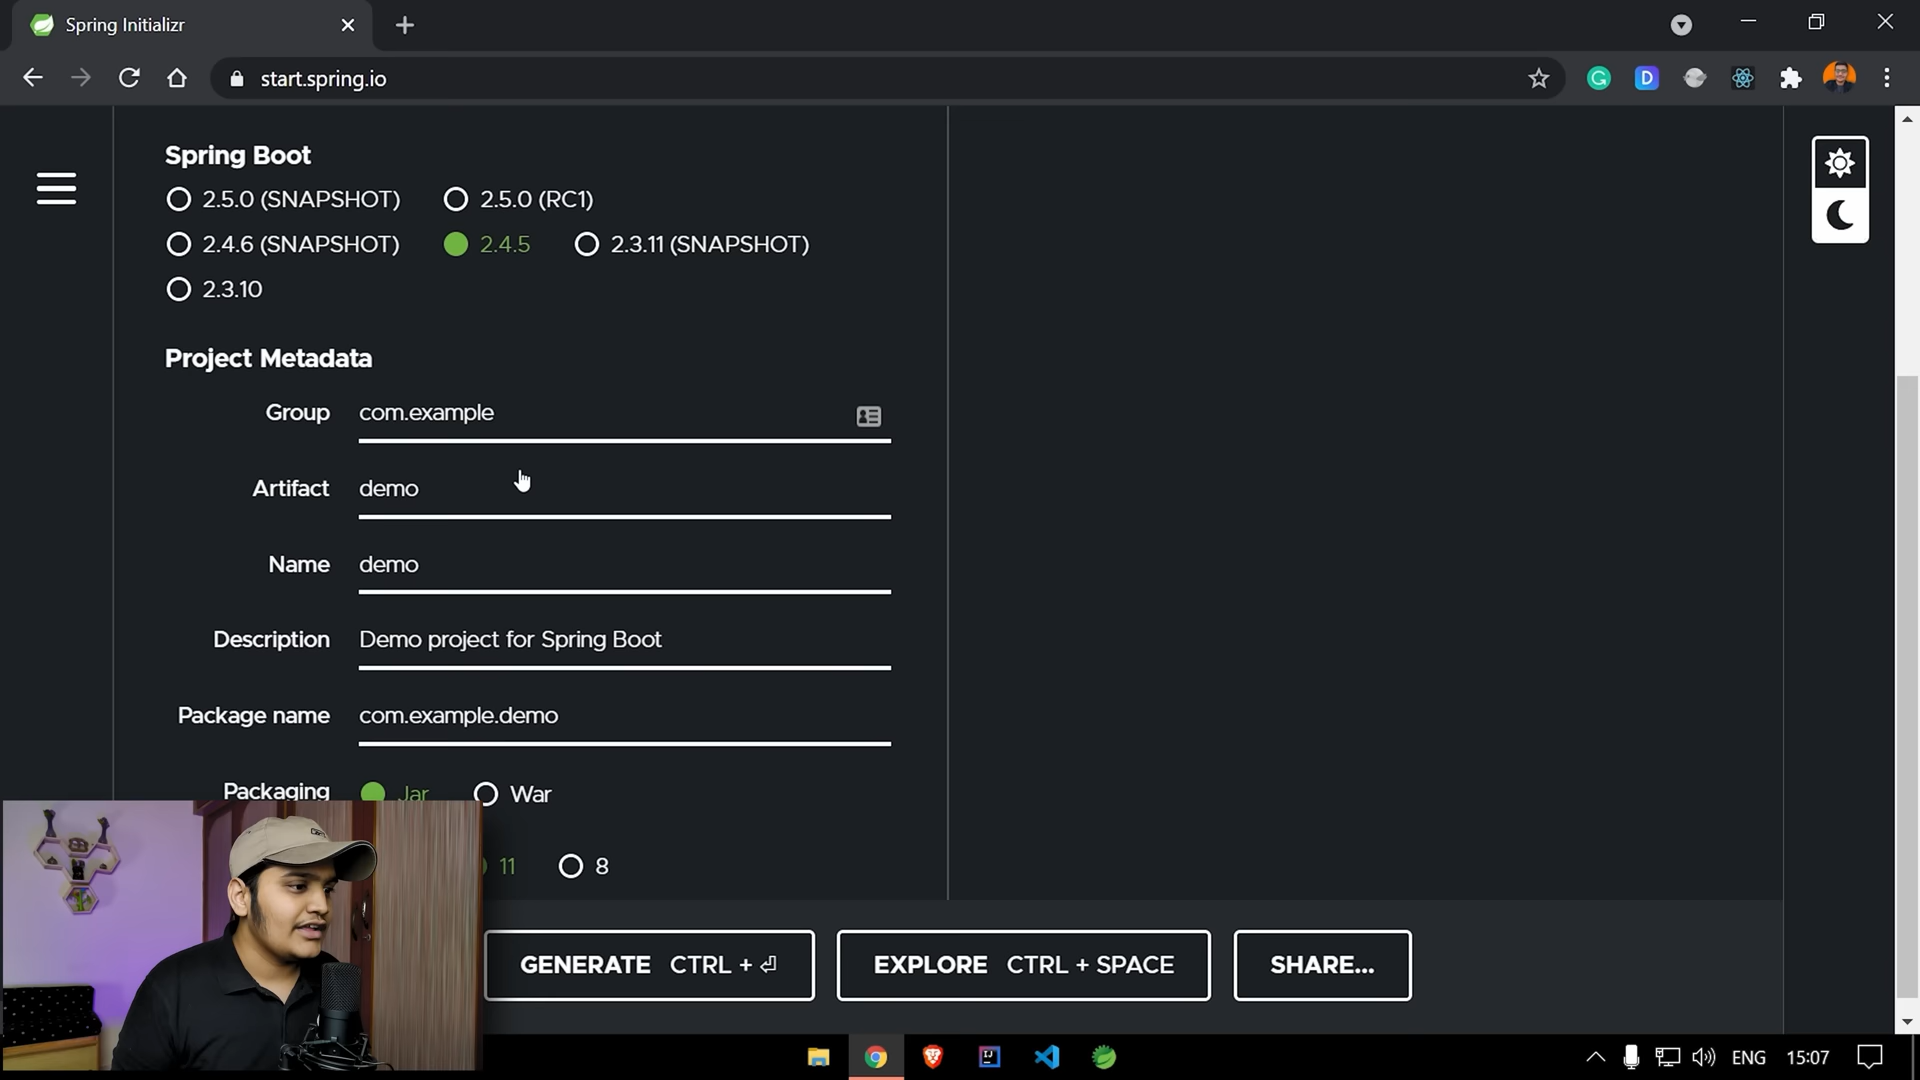 Spring Initializr
start.spring.io
Spring Boot
2.5.0 (SNAPSHOT) 2.5.0 (RC1)
2.4.6 (SNAPSHOT) 2.4.5 2.3.11 (SNAPSHOT)
2.3.10
Project Metadata
Group com.example
Artifact demo
Name demo
Description Demo project for Spring Boot
Package name com.example.demo
Packaging Jar War
11 8
GENERATE CTRL + ⏎ EXPLORE CTRL + SPACE SHARE...
ENG 15:07